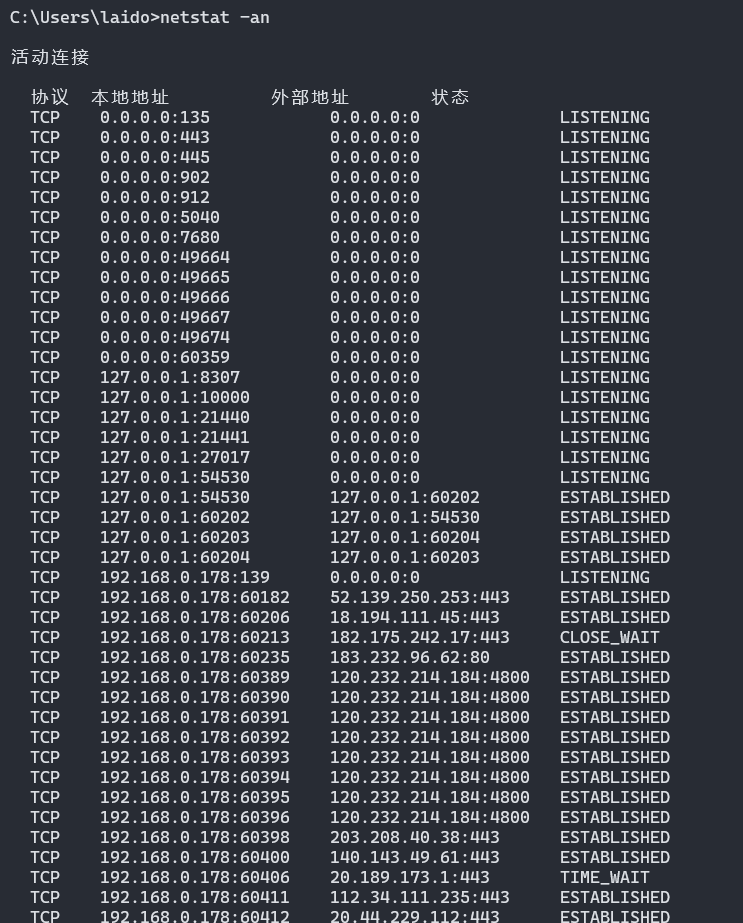 C:\Users\laido>netstat -an
活动连接
协议 本地地址 外部地址 状态
TCP 0.0.0.0:135 0.0.0.0:0 LISTENING
TCP 0.0.0.0:443 0.0.0.0:0 LISTENING
TCP 0.0.0.0:445 0.0.0.0:0 LISTENING
TCP 0.0.0.0:902 0.0.0.0:0 LISTENING
TCP 0.0.0.0:912 0.0.0.0:0 LISTENING
TCP 0.0.0.0:5040 0.0.0.0:0 LISTENING
TCP 0.0.0.0:7680 0.0.0.0:0 LISTENING
TCP 0.0.0.0:49664 0.0.0.0:0 LISTENING
TCP 0.0.0.0:49665 0.0.0.0:0 LISTENING
TCP 0.0.0.0:49666 0.0.0.0:0 LISTENING
TCP 0.0.0.0:49667 0.0.0.0:0 LISTENING
TCP 0.0.0.0:49674 0.0.0.0:0 LISTENING
TCP 0.0.0.0:60359 0.0.0.0:0 LISTENING
TCP 127.0.0.1:8307 0.0.0.0:0 LISTENING
TCP 127.0.0.1:10000 0.0.0.0:0 LISTENING
TCP 127.0.0.1:21440 0.0.0.0:0 LISTENING
TCP 127.0.0.1:21441 0.0.0.0:0 LISTENING
TCP 127.0.0.1:27017 0.0.0.0:0 LISTENING
TCP 127.0.0.1:54530 0.0.0.0:0 LISTENING
TCP 127.0.0.1:54530 127.0.0.1:60202 ESTABLISHED
TCP 127.0.0.1:60202 127.0.0.1:54530 ESTABLISHED
TCP 127.0.0.1:60203 127.0.0.1:60204 ESTABLISHED
TCP 127.0.0.1:60204 127.0.0.1:60203 ESTABLISHED
TCP 192.168.0.178:139 0.0.0.0:0 LISTENING
TCP 192.168.0.178:60182 52.139.250.253:443 ESTABLISHED
TCP 192.168.0.178:60206 18.194.111.45:443 ESTABLISHED
TCP 192.168.0.178:60213 182.175.242.17:443 CLOSE_WAIT
TCP 192.168.0.178:60235 183.232.96.62:80 ESTABLISHED
TCP 192.168.0.178:60389 120.232.214.184:4800 ESTABLISHED
TCP 192.168.0.178:60390 120.232.214.184:4800 ESTABLISHED
TCP 192.168.0.178:60391 120.232.214.184:4800 ESTABLISHED
TCP 192.168.0.178:60392 120.232.214.184:4800 ESTABLISHED
TCP 192.168.0.178:60393 120.232.214.184:4800 ESTABLISHED
TCP 192.168.0.178:60394 120.232.214.184:4800 ESTABLISHED
TCP 192.168.0.178:60395 120.232.214.184:4800 ESTABLISHED
TCP 192.168.0.178:60396 120.232.214.184:4800 ESTABLISHED
TCP 192.168.0.178:60398 203.208.40.38:443 ESTABLISHED
TCP 192.168.0.178:60400 140.143.49.61:443 ESTABLISHED
TCP 192.168.0.178:60406 20.189.173.1:443 TIME_WAIT
TCP 192.168.0.178:60411 112.34.111.235:443 ESTABLISHED
TCP 192.168.0.178:60412 20.44.229.112:443 ESTABLISHED